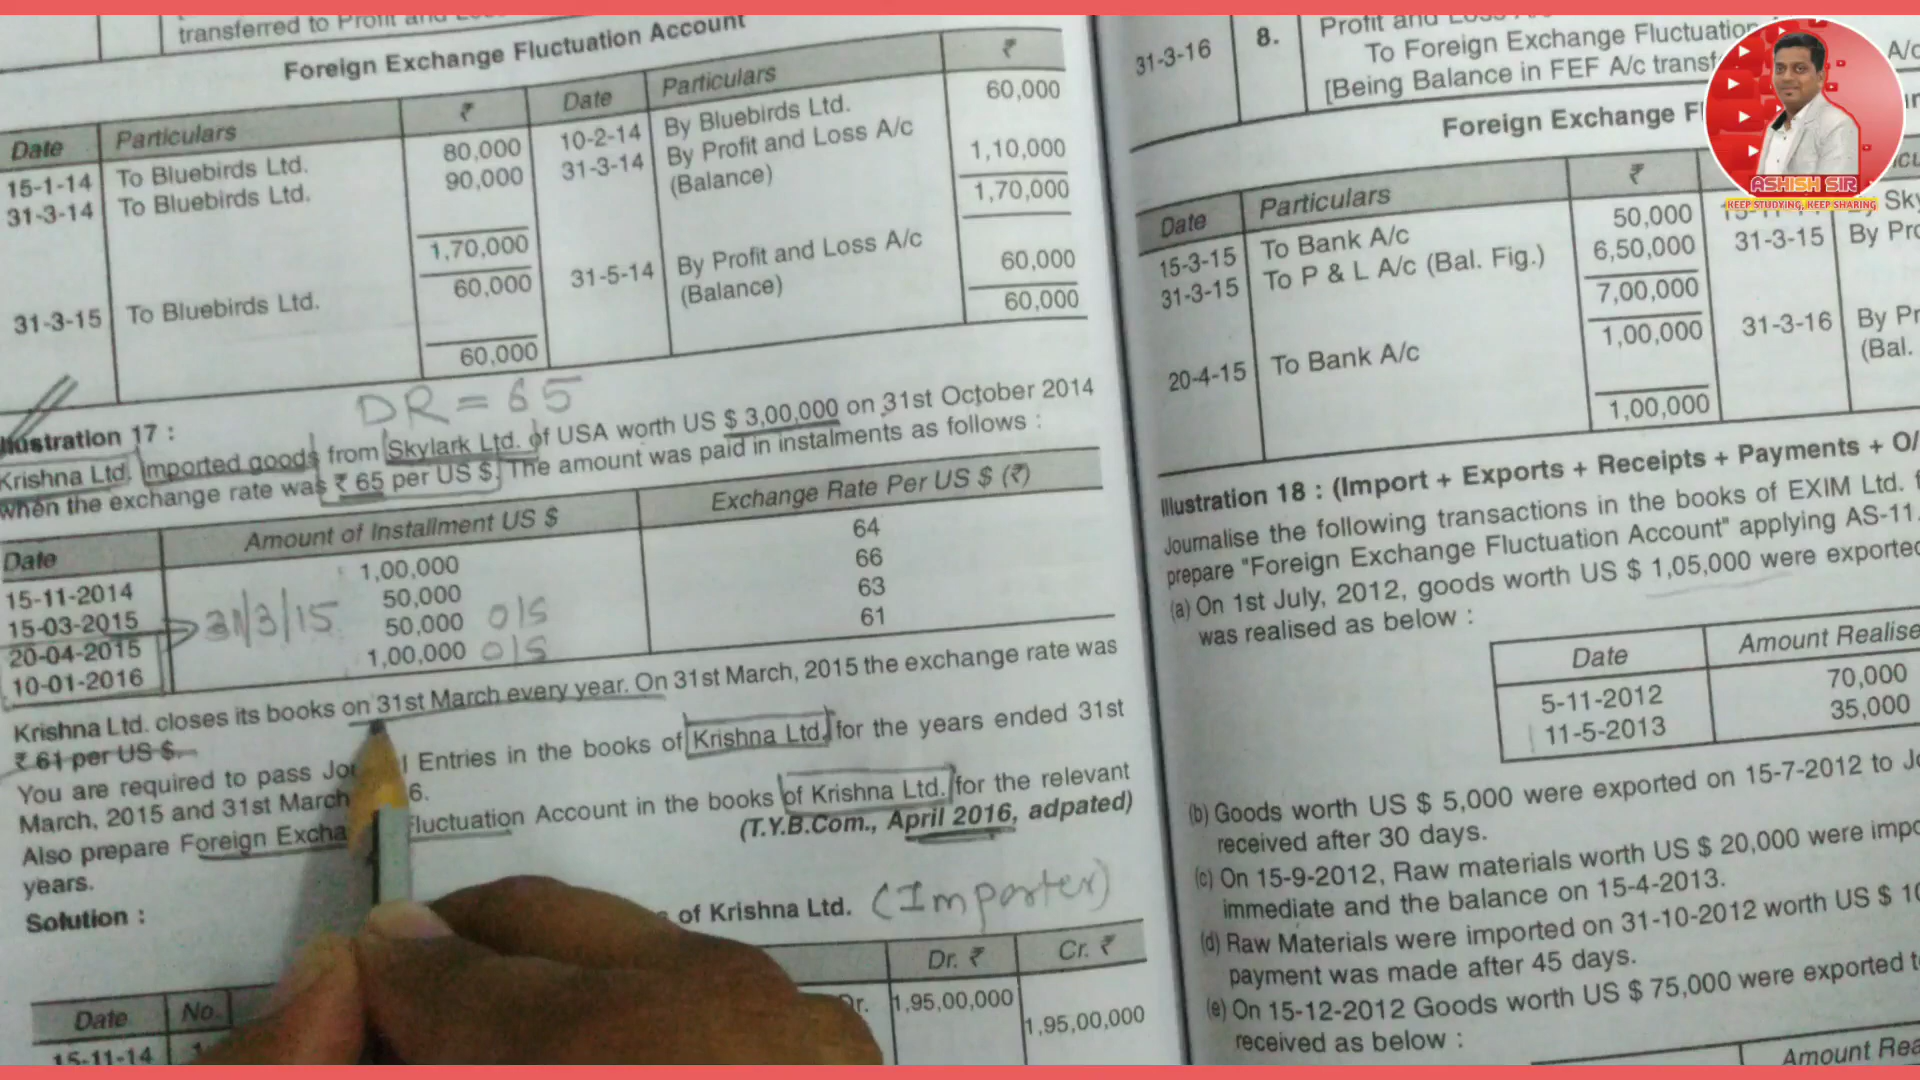 transferred to Profit and
Foreign Exchange Fluctuation Account
Date Particulars ₹ Date Particulars ₹
15-1-14 To Bluebirds Ltd. 80,000 10-2-14 By Bluebirds Ltd. 60,000
31-3-14 To Bluebirds Ltd. 90,000 31-3-14 By Profit and Loss A/c 1,10,000
(Balance)
1,70,000 1,70,000
31-3-15 To Bluebirds Ltd. 60,000 31-5-14 By Profit and Loss A/c 60,000
(Balance)
60,000 60,000
DR = 65
Illustration 17 :
Krishna Ltd. imported goods from Skylark Ltd. of USA worth US $ 3,00,000 on 31st October 2014
when the exchange rate was ₹ 65 per US $. The amount was paid in instalments as follows :
Date Amount of Installment US $ Exchange Rate Per US $ (₹)
15-11-2014 1,00,000 64
15-03-2015 50,000 66
31/3/15
20-04-2015 50,000 O/S 63
10-01-2016 1,00,000 O/S 61
Krishna Ltd. closes its books on 31st March every year. On 31st March, 2015 the exchange rate was
₹ 61 per US $.
You are required to pass Jo l Entries in the books of Krishna Ltd. for the years ended 31st
March, 2015 and 31st March 6.
Also prepare Foreign Excha Fluctuation Account in the books of Krishna Ltd. for the relevant
years. (T.Y.B.Com., April 2016, adpated)
Solution :
of Krishna Ltd. (Importer)
Date No. Dr. ₹ Cr. ₹
15-11-14 Dr. 1,95,00,000
1,95,00,000
31-3-16 8. Profit and Loss
To Foreign Exchange Fluctuation A/c
[Being Balance in FEF A/c transf
Foreign Exchange F
Date Particulars ₹
15-3-15 To Bank A/c 50,000 Sky
31-3-15 To P & L A/c (Bal. Fig.) 6,50,000 31-3-15 By Pro
7,00,000
20-4-15 To Bank A/c 1,00,000 31-3-16 By Pr
(Bal.
1,00,000
Illustration 18 : (Import + Exports + Receipts + Payments + O/
Journalise the following transactions in the books of EXIM Ltd. f
prepare "Foreign Exchange Fluctuation Account" applying AS-11.
(a) On 1st July, 2012, goods worth US $ 1,05,000 were exported
was realised as below :
Date Amount Realise
5-11-2012 70,000
11-5-2013 35,000
(b) Goods worth US $ 5,000 were exported on 15-7-2012 to Jo
received after 30 days.
(c) On 15-9-2012, Raw materials worth US $ 20,000 were impo
immediate and the balance on 15-4-2013.
(d) Raw Materials were imported on 31-10-2012 worth US $ 10
payment was made after 45 days.
(e) On 15-12-2012 Goods worth US $ 75,000 were exported t
received as below :
Amount Rea
ASHISH SIR
KEEP STUDYING, KEEP SHARING